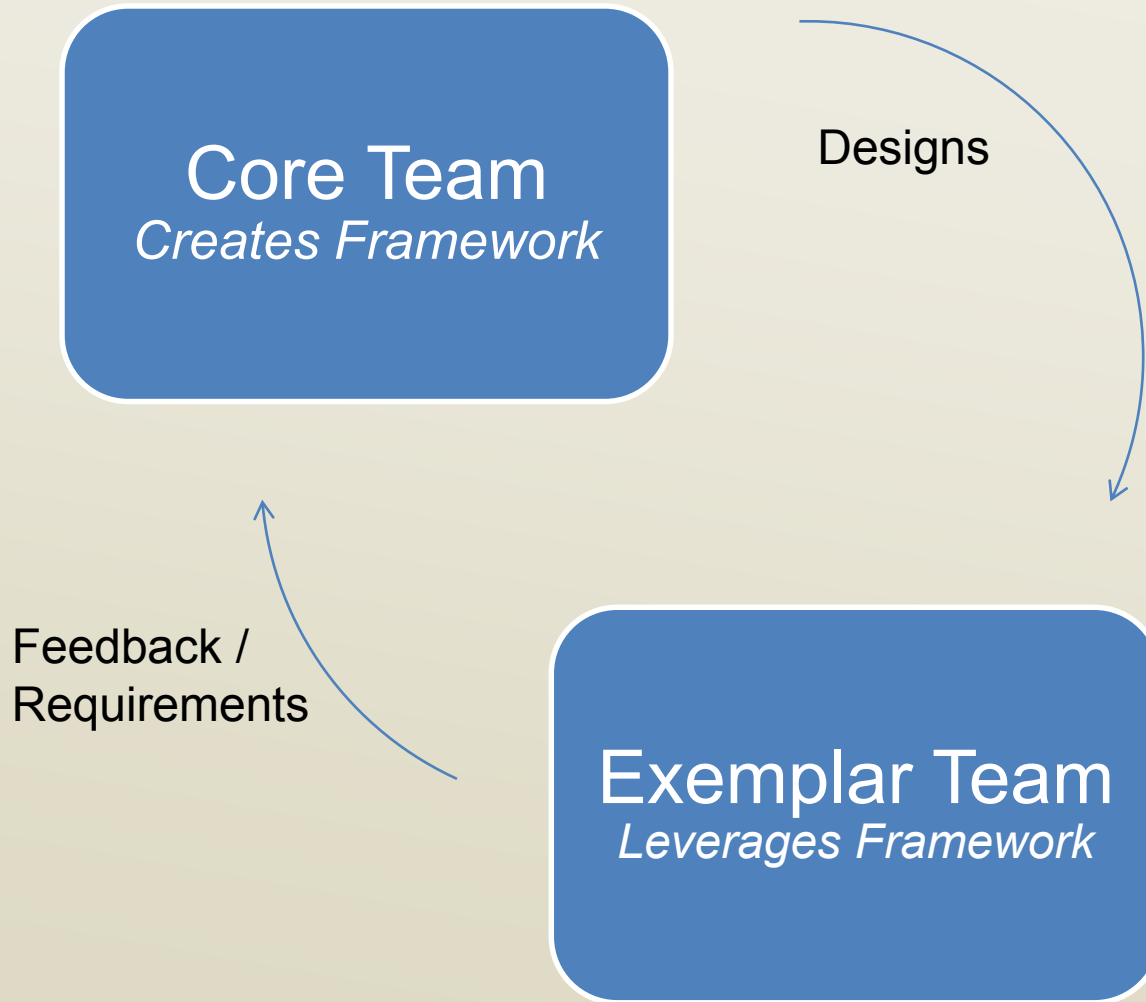 Core Team
Creates Framework
Designs
Feedback /
Requirements
Exemplar Team
Leverages Framework